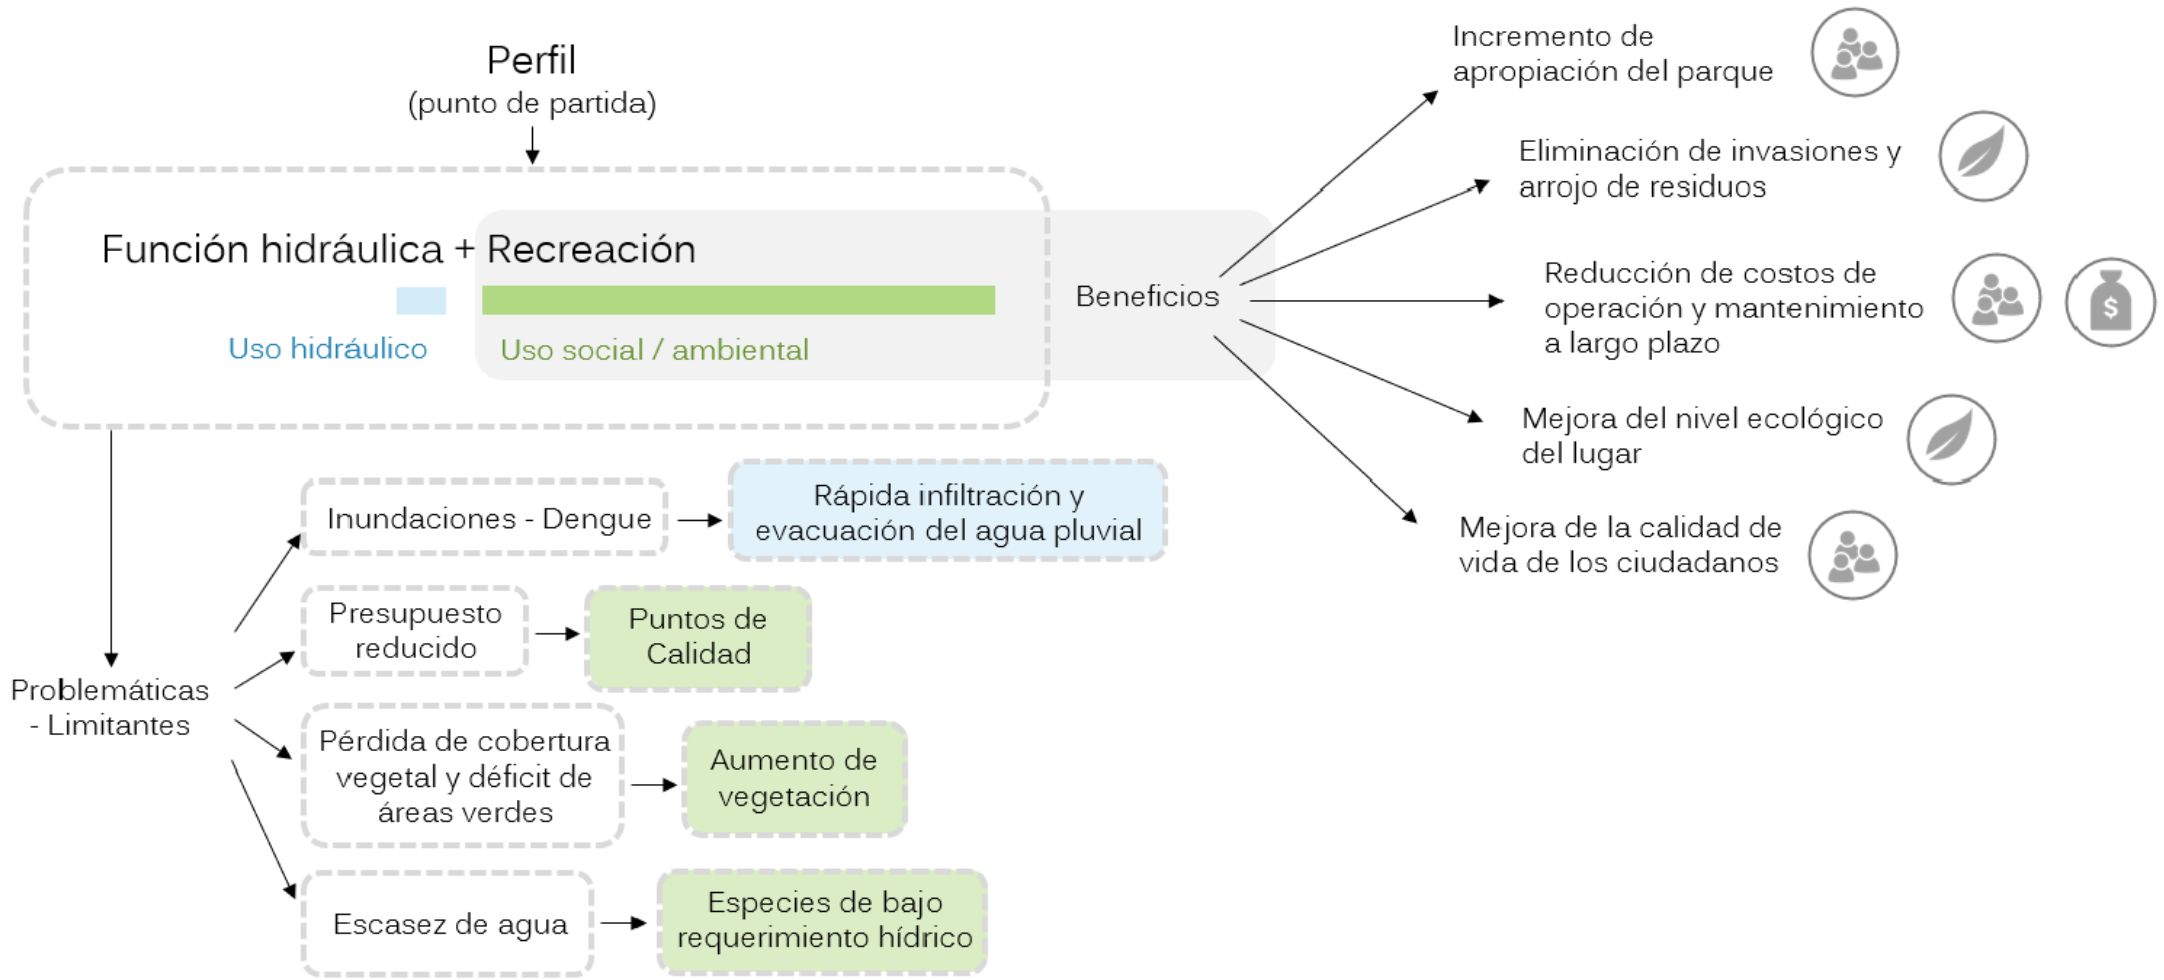 Perfil
(punto de partida)
Función hidráulica + Recreación
Uso hidráulico
Uso social / ambiental
Beneficios
Incremento de
apropiación del parque
Eliminación de invasiones y
arrojo de residuos
Reducción de costos de
operación y mantenimiento
a largo plazo
$
Mejora del nivel ecológico
del lugar
Mejora de la calidad de
vida de los ciudadanos
Problemáticas
- Limitantes
Inundaciones - Dengue
Rápida infiltración y
evacuación del agua pluvial
Presupuesto
reducido
Puntos de
Calidad
Pérdida de cobertura
vegetal y déficit de
áreas verdes
Aumento de
vegetación
Escasez de agua
Especies de bajo
requerimiento hídrico